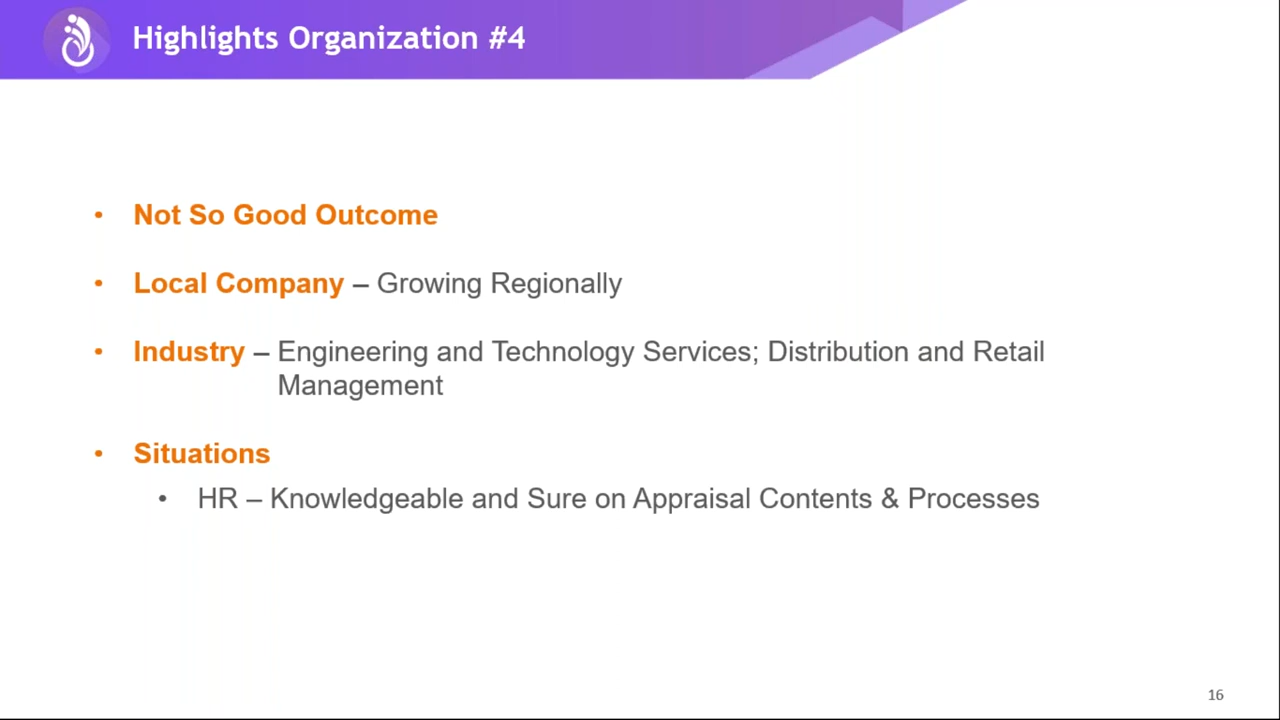 Highlights Organization #4
• Not So Good Outcome
• Local Company – Growing Regionally
• Industry – Engineering and Technology Services; Distribution and Retail
Management
• Situations
• HR – Knowledgeable and Sure on Appraisal Contents & Processes
16